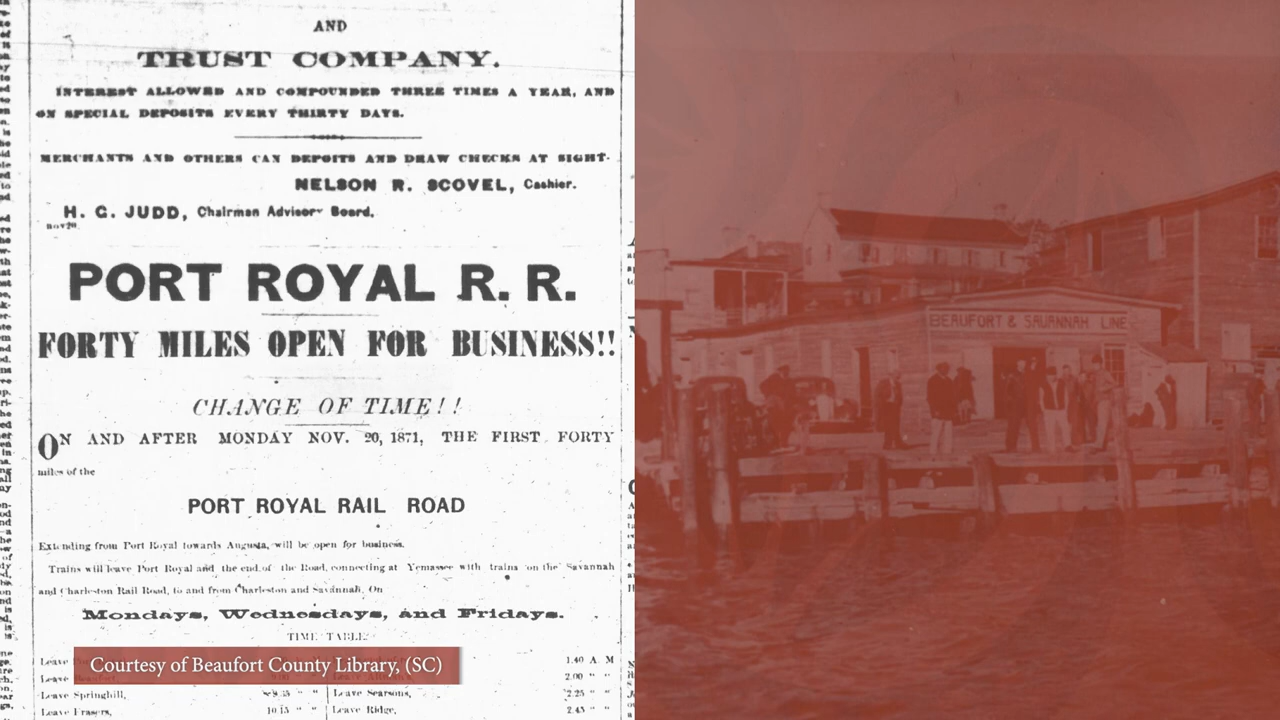 AND
TRUST COMPANY.
INTEREST ALLOWED AND COMPOUNDED THREE TIMES A YEAR, AND
ON SPECIAL DEPOSITS EVERY THIRTY DAYS.
MERCHANTS AND OTHERS CAN DEPOITS AND DRAW CHECKS AT SIGHT.
NELSON R. SCOVEL, Cashier.
H. G. JUDD, Chairman Advisory Board.
nov20.
PORT ROYAL R. R.
FORTY MILES OPEN FOR BUSINESS!!
CHANGE OF TIME!!
ON AND AFTER MONDAY NOV. 20, 1871, THE FIRST FORTY
miles of the
PORT ROYAL RAIL ROAD
Extending from Port Royal towards Augusta, will be open for business.
Trains will leave Port Royal and the end of the Road, connecting at Yemassee with trains on the Savannah
and Charleston Rail Road, to and from Charleston and Savannah, On
Mondays, Wednesdays, and Fridays.
TIME TABLE:
Leave 1.40 A. M
Leave 2.00 " "
Leave Springhill, " " Leave Searsons, 2.25 " "
Leave Frasers, 10.15 " " Leave Ridge, 2.45 " "
Courtesy of Beaufort County Library, (SC)
BEAUFORT & SAVANNAH LINE